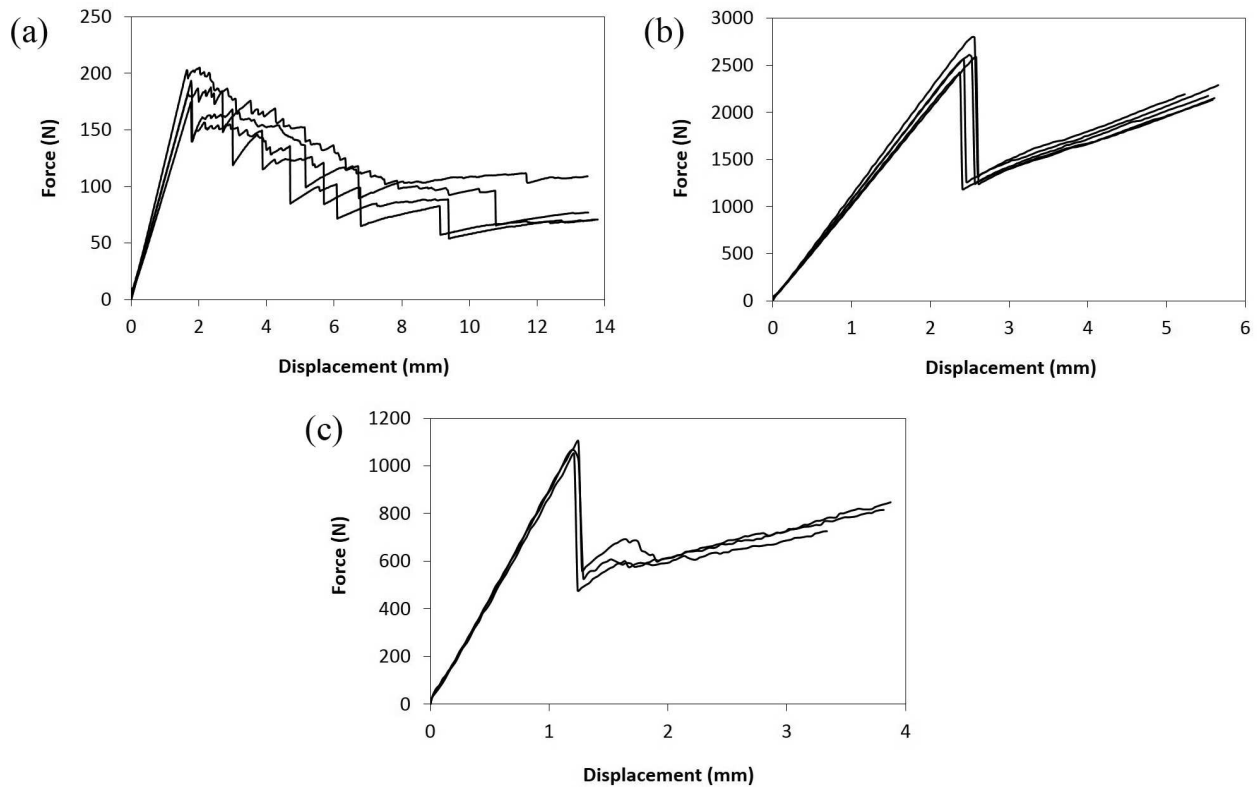 (a)
250
200
150
100
50
0
Force (N)
0 2 4 6 8 10 12 14
Displacement (mm)
(b)
3000
2500
2000
1500
1000
500
0
Force (N)
0 1 2 3 4 5 6
Displacement (mm)
(c)
1200
1000
800
600
400
200
0
Force (N)
0 1 2 3 4
Displacement (mm)